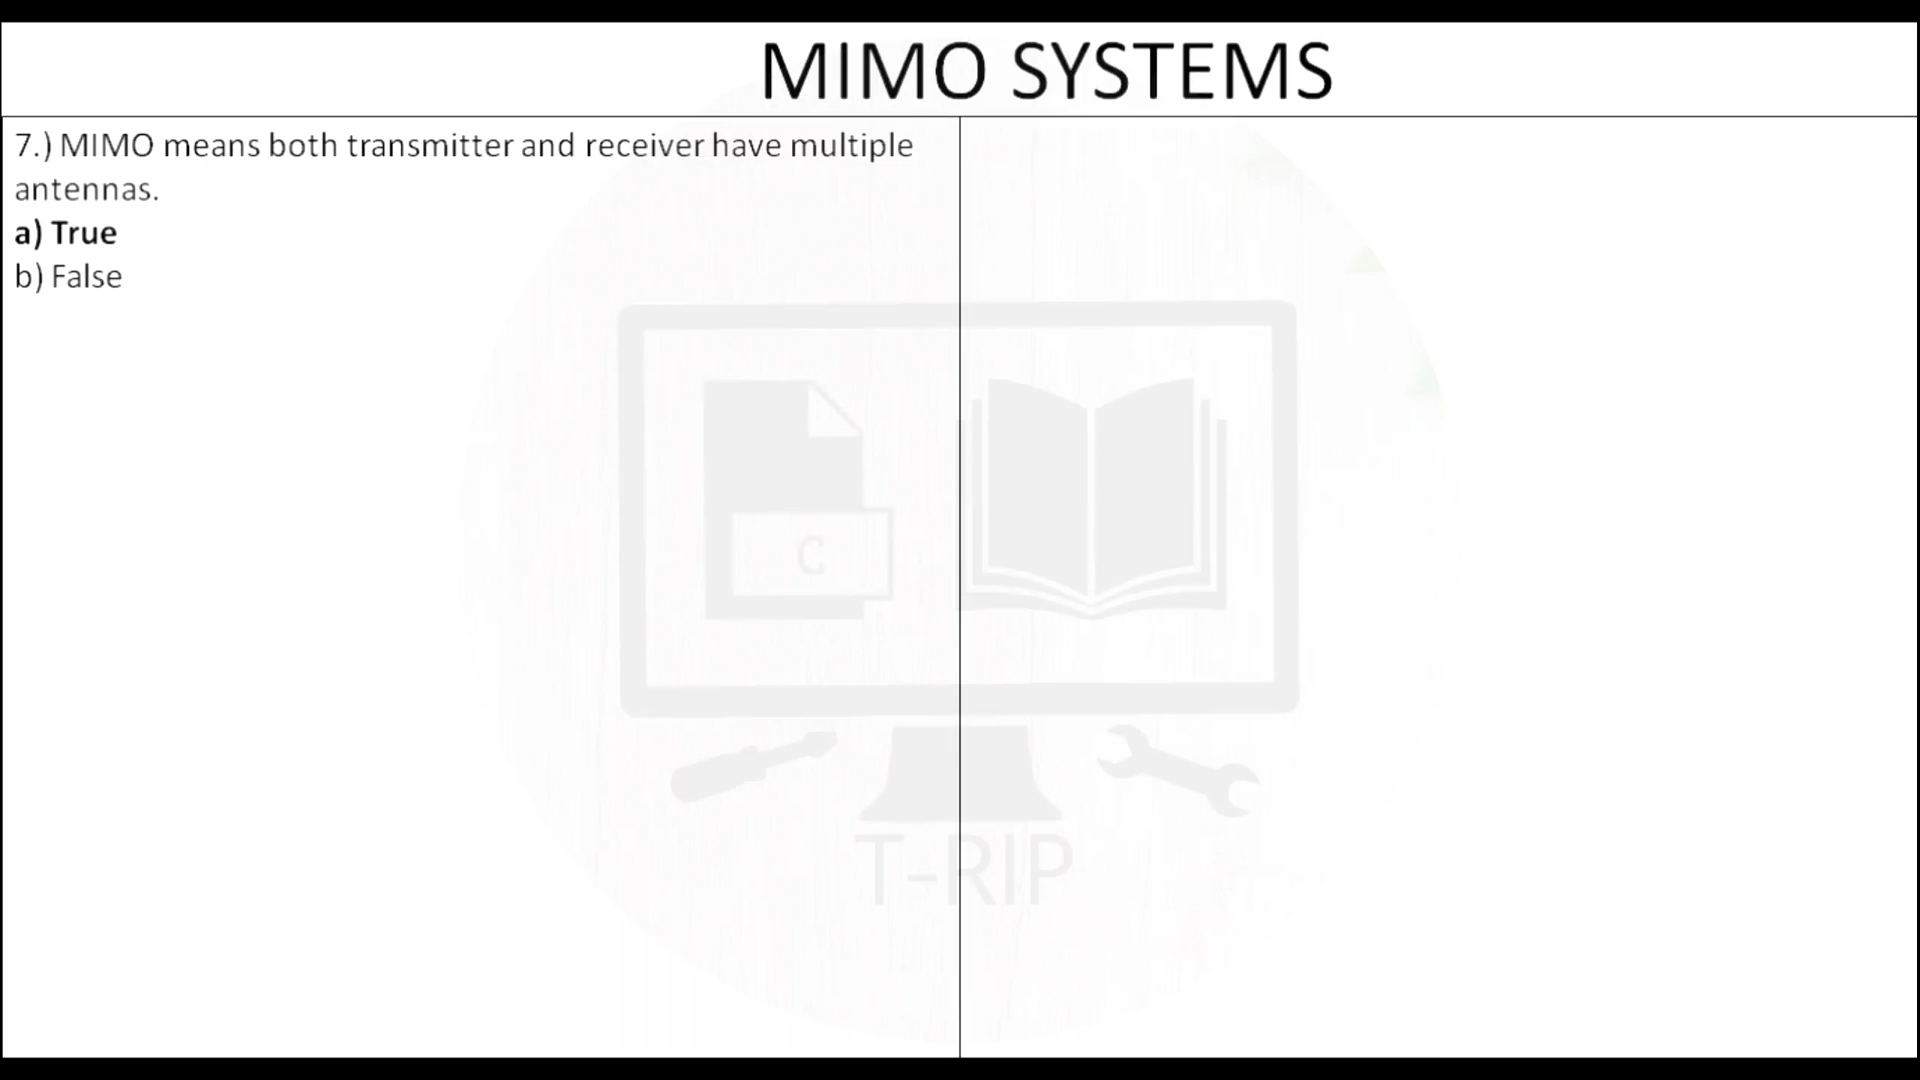 MIMO SYSTEMS
7.) MIMO means both transmitter and receiver have multiple
antennas.
a) True
b) False
C
T-RIP